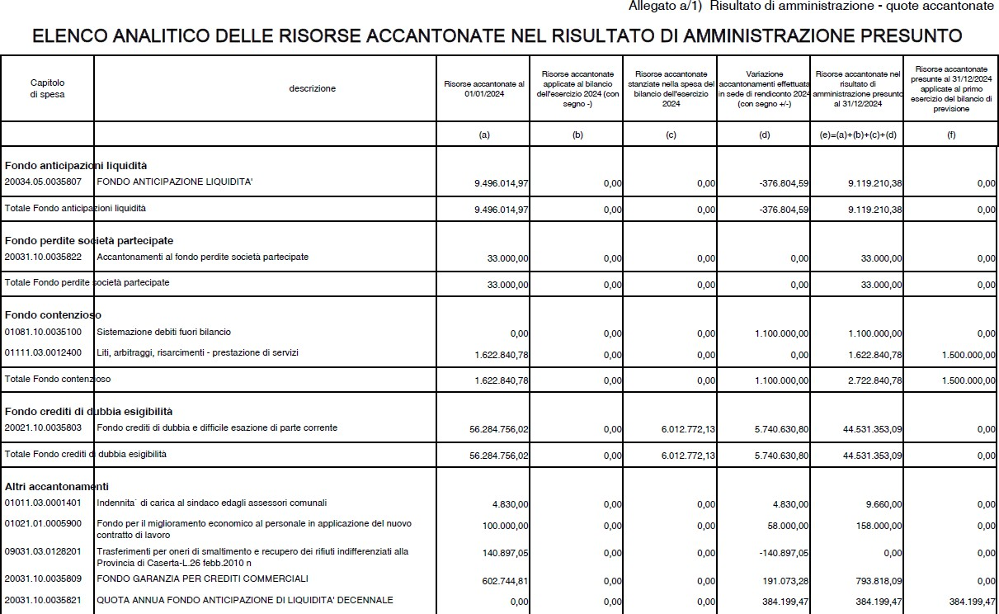 Allegato a/1) Risultato di amministrazione - quote accantonate
ELENCO ANALITICO DELLE RISORSE ACCANTONATE NEL RISULTATO DI AMMINISTRAZIONE PRESUNTO
Capitolo di spesa | descrizione | Risorse accantonate al 01/01/2024 | Risorse accantonate applicate al bilancio dell'esercizio 2024 (con segno -) | Risorse accantonate stanziate nella spesa del bilancio dell'esercizio 2024 | Variazione accantonamenti effettuata in sede di rendiconto 2024 (con segno +/-) | Risorse accantonate nel risultato di amministrazione presunto al 31/12/2024 | Risorse accantonate presunte al 31/12/2024 applicate al primo esercizio del bilancio di previsione
(a) | (b) | (c) | (d) | (e)=(a)+(b)+(c)+(d) | (f)
Fondo anticipazioni liquidità
20034.05.0035807 | FONDO ANTICIPAZIONE LIQUIDITA' | 9.496.014,97 | 0,00 | 0,00 | -376.804,59 | 9.119.210,38 | 0,00
Totale Fondo anticipazioni liquidità | 9.496.014,97 | 0,00 | 0,00 | -376.804,59 | 9.119.210,38 | 0,00
Fondo perdite società partecipate
20031.10.0035822 | Accantonamenti al fondo perdite società partecipate | 33.000,00 | 0,00 | 0,00 | 0,00 | 33.000,00 | 0,00
Totale Fondo perdite società partecipate | 33.000,00 | 0,00 | 0,00 | 0,00 | 33.000,00 | 0,00
Fondo contenzioso
01081.10.0035100 | Sistemazione debiti fuori bilancio | 0,00 | 0,00 | 0,00 | 1.100.000,00 | 1.100.000,00 | 0,00
01111.03.0012400 | Liti, arbitraggi, risarcimenti - prestazione di servizi | 1.622.840,78 | 0,00 | 0,00 | 0,00 | 1.622.840,78 | 1.500.000,00
Totale Fondo contenzioso | 1.622.840,78 | 0,00 | 0,00 | 1.100.000,00 | 2.722.840,78 | 1.500.000,00
Fondo crediti di dubbia esigibilità
20021.10.0035803 | Fondo crediti di dubbia e difficile esazione di parte corrente | 56.284.756,02 | 0,00 | 6.012.772,13 | 5.740.630,80 | 44.531.353,09 | 0,00
Totale Fondo crediti di dubbia esigibilità | 56.284.756,02 | 0,00 | 6.012.772,13 | 5.740.630,80 | 44.531.353,09 | 0,00
Altri accantonamenti
01011.03.0001401 | Indennita` di carica al sindaco edagli assessori comunali | 4.830,00 | 0,00 | 0,00 | 4.830,00 | 9.660,00 | 0,00
01021.01.0005900 | Fondo per il miglioramento economico al personale in applicazione del nuovo contratto di lavoro | 100.000,00 | 0,00 | 0,00 | 58.000,00 | 158.000,00 | 0,00
09031.03.0128201 | Trasferimenti per oneri di smaltimento e recupero dei rifiuti indifferenziati alla Provincia di Caserta-L.26 febb.2010 n | 140.897,05 | 0,00 | 0,00 | -140.897,05 | 0,00 | 0,00
20031.10.0035809 | FONDO GARANZIA PER CREDITI COMMERCIALI | 602.744,81 | 0,00 | 0,00 | 191.073,28 | 793.818,09 | 0,00
20031.10.0035821 | QUOTA ANNUA FONDO ANTICIPAZIONE DI LIQUIDITA' DECENNALE | 0,00 | 0,00 | 0,00 | 384.199,47 | 384.199,47 | 384.199,47